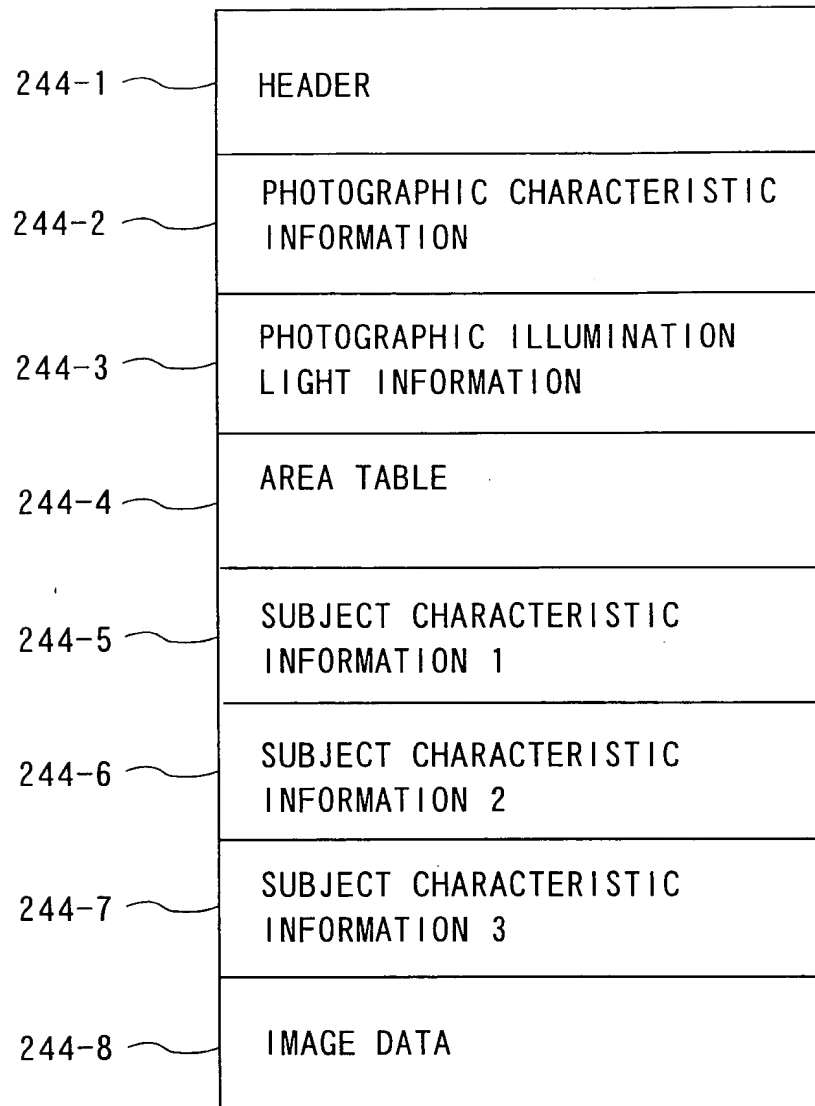 244-1 HEADER
244-2 PHOTOGRAPHIC CHARACTERISTIC
INFORMATION
244-3 PHOTOGRAPHIC ILLUMINATION
LIGHT INFORMATION
244-4 AREA TABLE
244-5 SUBJECT CHARACTERISTIC
INFORMATION 1
244-6 SUBJECT CHARACTERISTIC
INFORMATION 2
244-7 SUBJECT CHARACTERISTIC
INFORMATION 3
244-8 IMAGE DATA